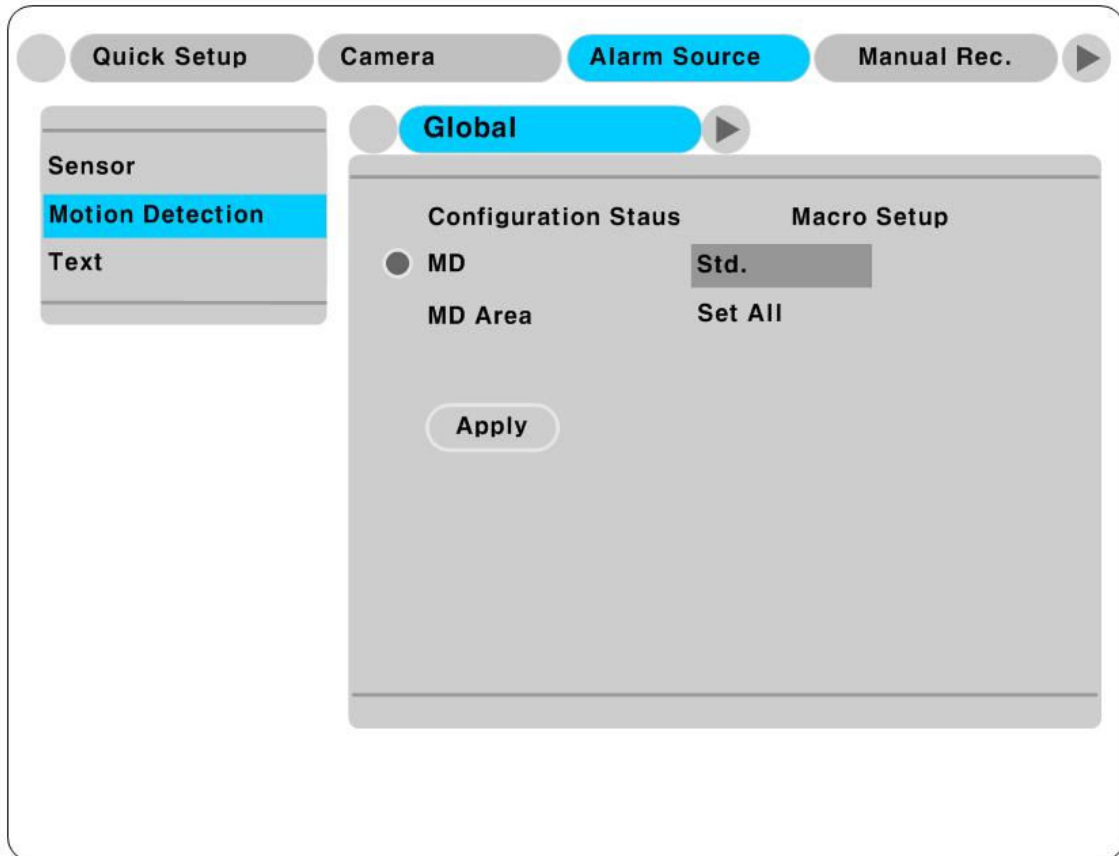 Quick Setup Camera Alarm Source Manual Rec.
Global
Sensor
Motion Detection
Text
Configuration Staus Macro Setup
MD Std.
MD Area Set All
Apply